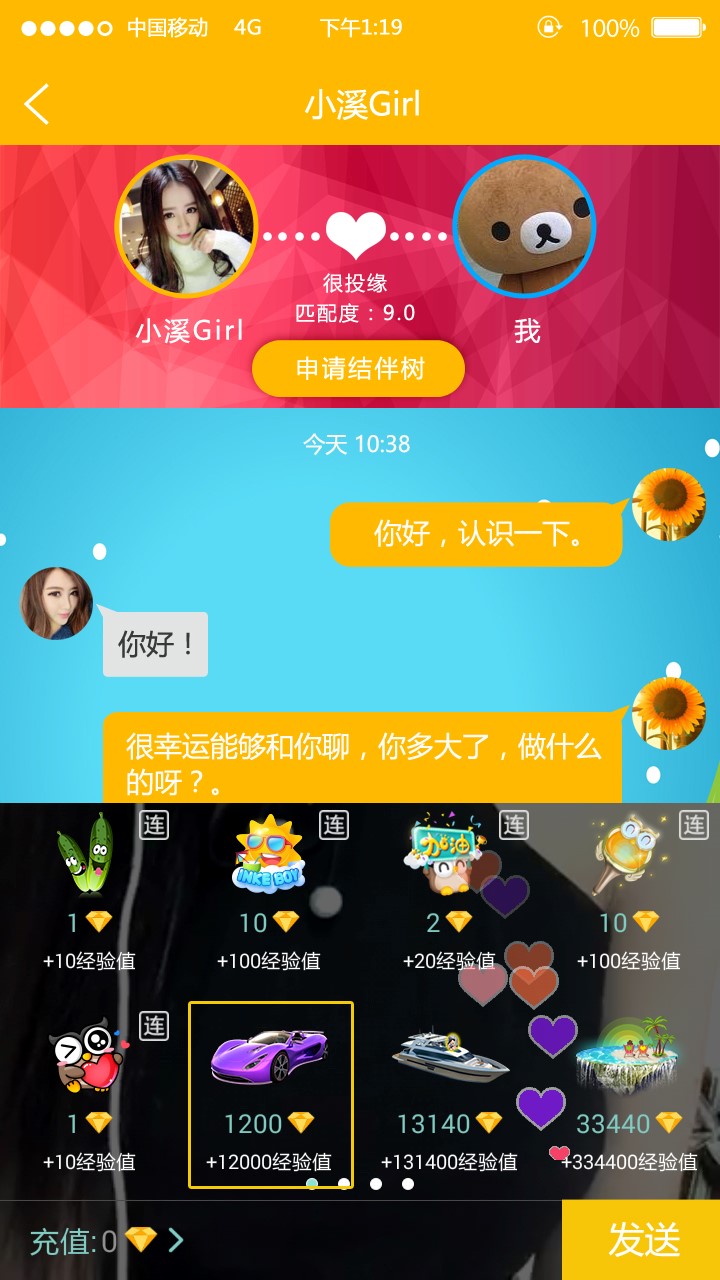 中国移动 4G 下午1:19 100%
小溪Girl
很投缘
匹配度：9.0
小溪Girl 我
申请结伴树
今天 10:38
你好，认识一下。
你好！
很幸运能够和你聊，你多大了，做什么
的呀？。
连 连 连 连
INKE BOY 加油
1 10 2 10
+10经验值 +100经验值 +20经验值 +100经验值
连
1 1200 13140 33440
+10经验值 +12000经验值 +131400经验值 +334400经验值
充值:0 发送